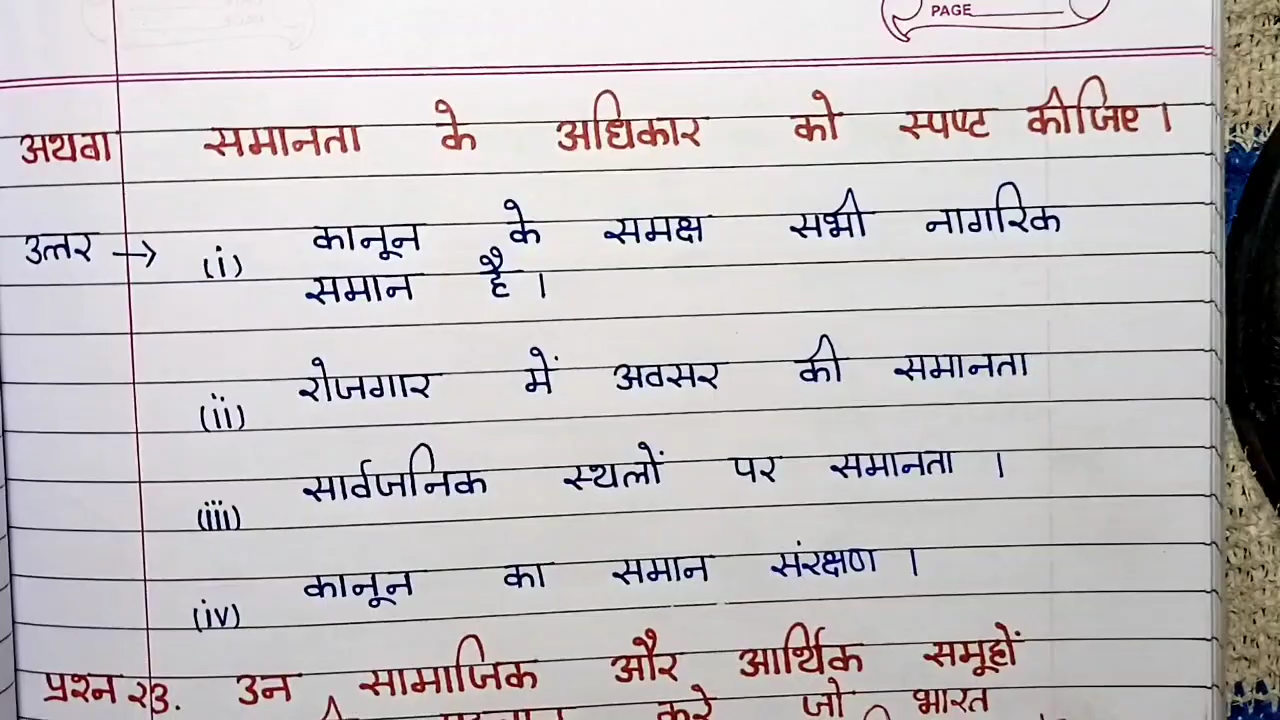 PAGE
अथवा समानता के अधिकार को स्पष्ट कीजिए।
उत्तर → (i) कानून के समक्ष सभी नागरिक
समान है।
(ii) रोजगार में अवसर की समानता
(iii) सार्वजनिक स्थलों पर समानता ।
(iv) कानून का समान संरक्षण ।
प्रश्न २३. उन सामाजिक और आर्थिक समूहों
करे जो भारत